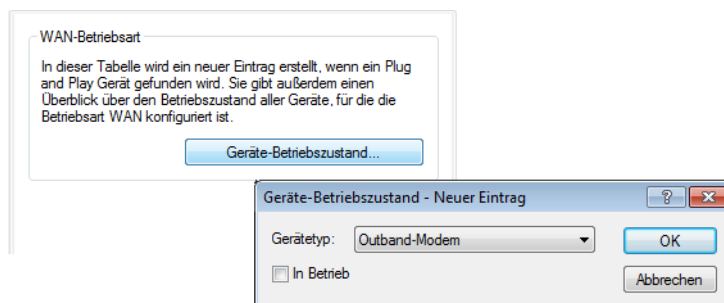 WAN-Betriebsart
In dieser Tabelle wird ein neuer Eintrag erstellt, wenn ein Plug
and Play Gerät gefunden wird. Sie gibt außerdem einen
Überblick über den Betriebszustand aller Geräte, für die die
Betriebsart WAN konfiguriert ist.
Geräte-Betriebszustand...
Geräte-Betriebszustand - Neuer Eintrag
Gerätetyp: Outband-Modem OK
In Betrieb Abbrechen